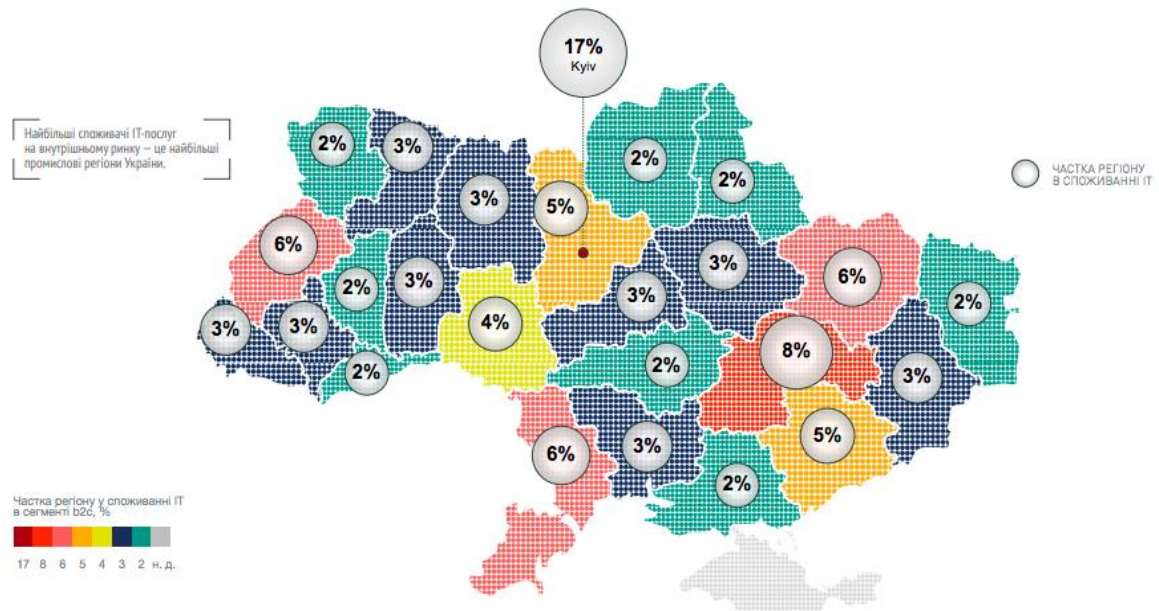 17%
Kyiv
Найбільші споживачі ІТ-послуг
на внутрішньому ринку – це найбільші
промислові регіони України.
2%
3%
3%
5%
2%
2%
ЧАСТКА РЕГІОНУ
В СПОЖИВАННІ ІТ
6%
2%
3%
4%
3%
3%
6%
2%
3%
3%
2%
2%
8%
3%
6%
3%
2%
5%
Частка регіону у споживанні ІТ
в сегменті b2c, %
17 8 6 5 4 3 2 н. д.